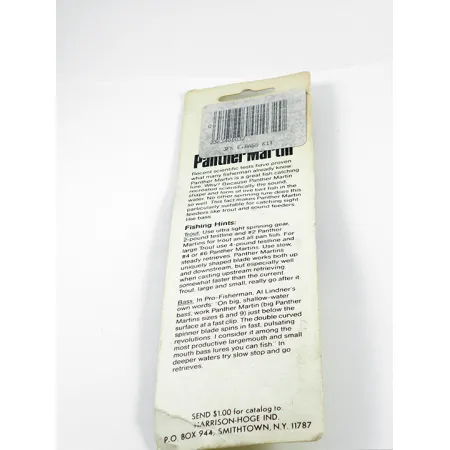 Panther Martin
Recent scientific tests have proven
what many fisherman already know
Panther Martin is a great fish catching
lure. Why? Because Panther Martin
recreated scientifically the sound,
shape and form of live bait fish in the
water. No other spinning lure does this
so well. This fact makes Panther Martin
particularly suitable for catching sight
feeders like trout and sound feeders
like bass.
Fishing Hints:
Trout. Use ultra light spinning gear,
2-pound testline and #2 Panther
Martins for trout and all pan fish. For
large Trout use 4-pound testline and
#4 or #6 Panther Martins. Use slow,
steady retrieves. Panther Martins
uniquely shaped blade works both up
and downstream, but especially well
when casting upstream retrieving
somewhat faster than the current.
Trout, large and small, really go after it.
Bass. In Pro-Fisherman, Al Lindner's
own words: "On big, shallow-water
bass, work Panther Martin (big Panther
Martins sizes 6 and 9) just below the
surface at a fast clip. The double curved
spinner blade spins in fast, pulsating
revolutions. I consider it among the
most productive largemouth and small
mouth bass lures you can fish." In
deeper waters try slow stop and go
retrieves.
SEND $1.00 for catalog to
HARRISON-HOGE IND.
P.O. BOX 944, SMITHTOWN, N.Y. 11787